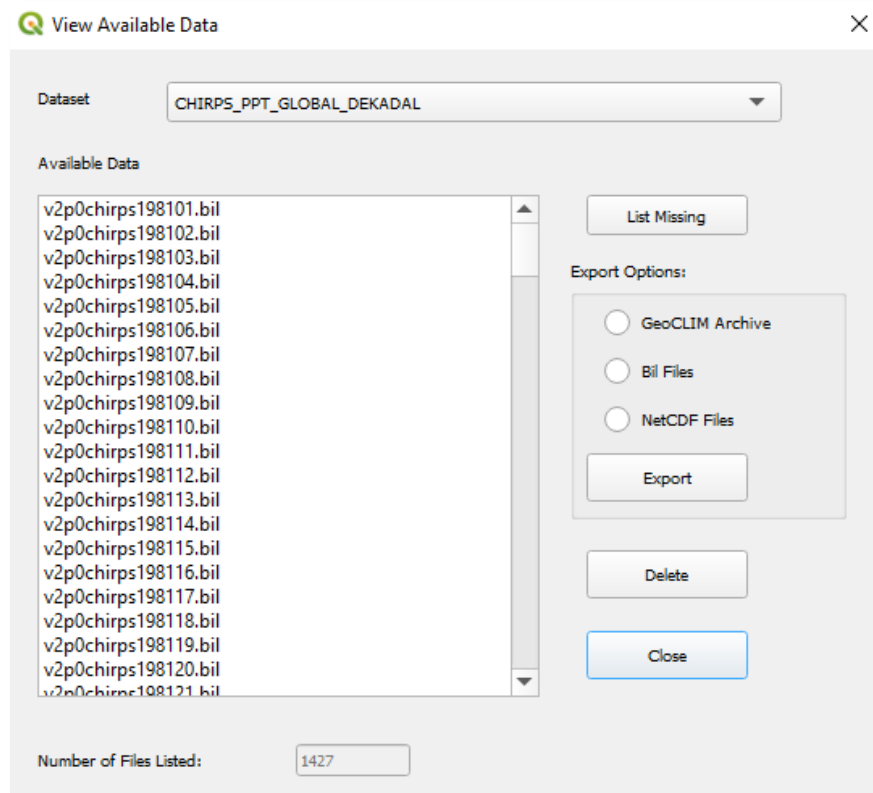 View Available Data
Dataset
CHIRPS_PPT_GLOBAL_DEKADAL
Available Data
v2p0chirps198101.bil
v2p0chirps198102.bil
v2p0chirps198103.bil
v2p0chirps198104.bil
v2p0chirps198105.bil
v2p0chirps198106.bil
v2p0chirps198107.bil
v2p0chirps198108.bil
v2p0chirps198109.bil
v2p0chirps198110.bil
v2p0chirps198111.bil
v2p0chirps198112.bil
v2p0chirps198113.bil
v2p0chirps198114.bil
v2p0chirps198115.bil
v2p0chirps198116.bil
v2p0chirps198117.bil
v2p0chirps198118.bil
v2p0chirps198119.bil
v2p0chirps198120.bil
v2p0chirps198121.bil
List Missing
Export Options:
GeoCLIM Archive
Bil Files
NetCDF Files
Export
Delete
Close
Number of Files Listed:
1427